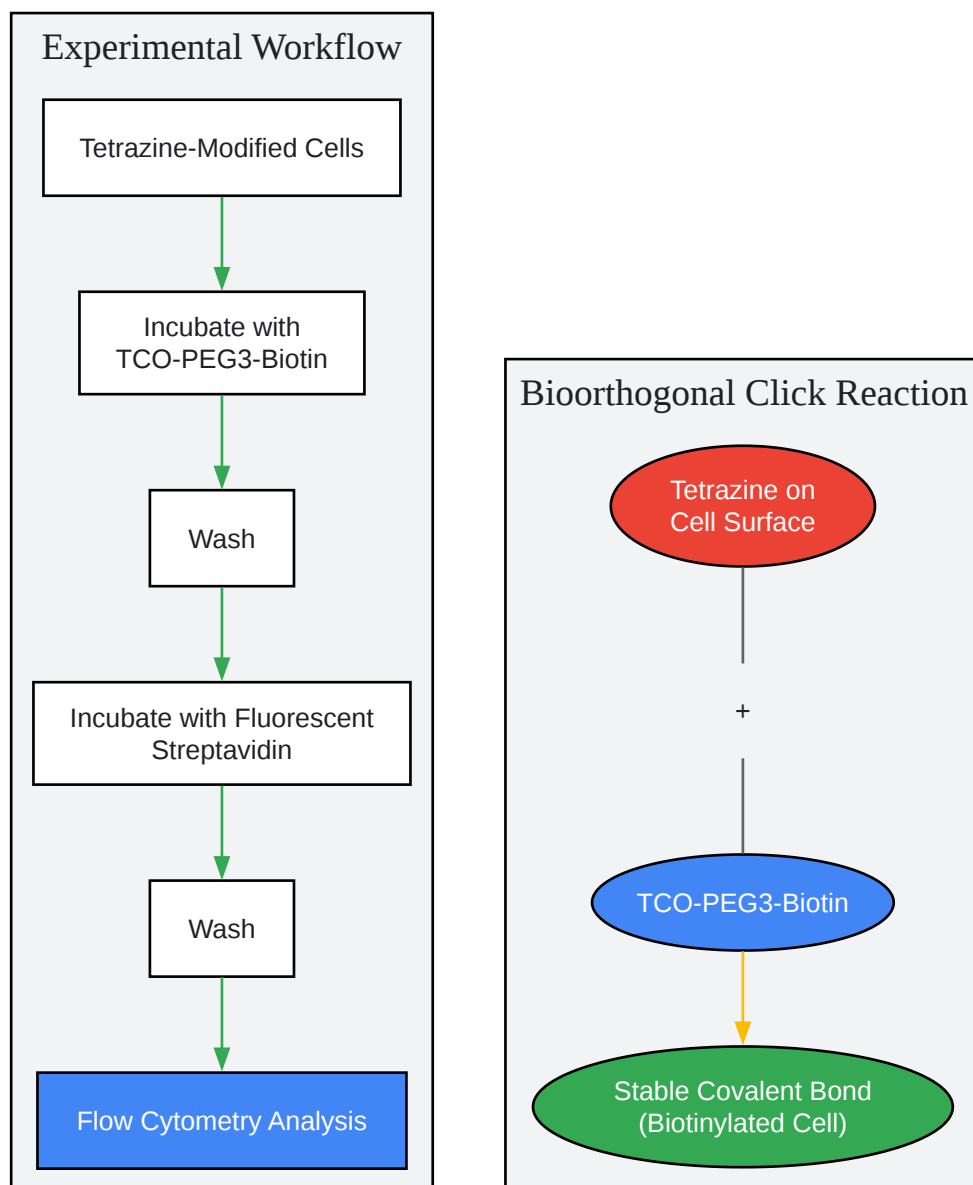 Experimental Workflow
Tetrazine-Modified Cells
Incubate with
TCO-PEG3-Biotin
Wash
Incubate with Fluorescent
Streptavidin
Wash
Flow Cytometry Analysis
Bioorthogonal Click Reaction
Tetrazine on
Cell Surface
+
TCO-PEG3-Biotin
Stable Covalent Bond
(Biotinylated Cell)